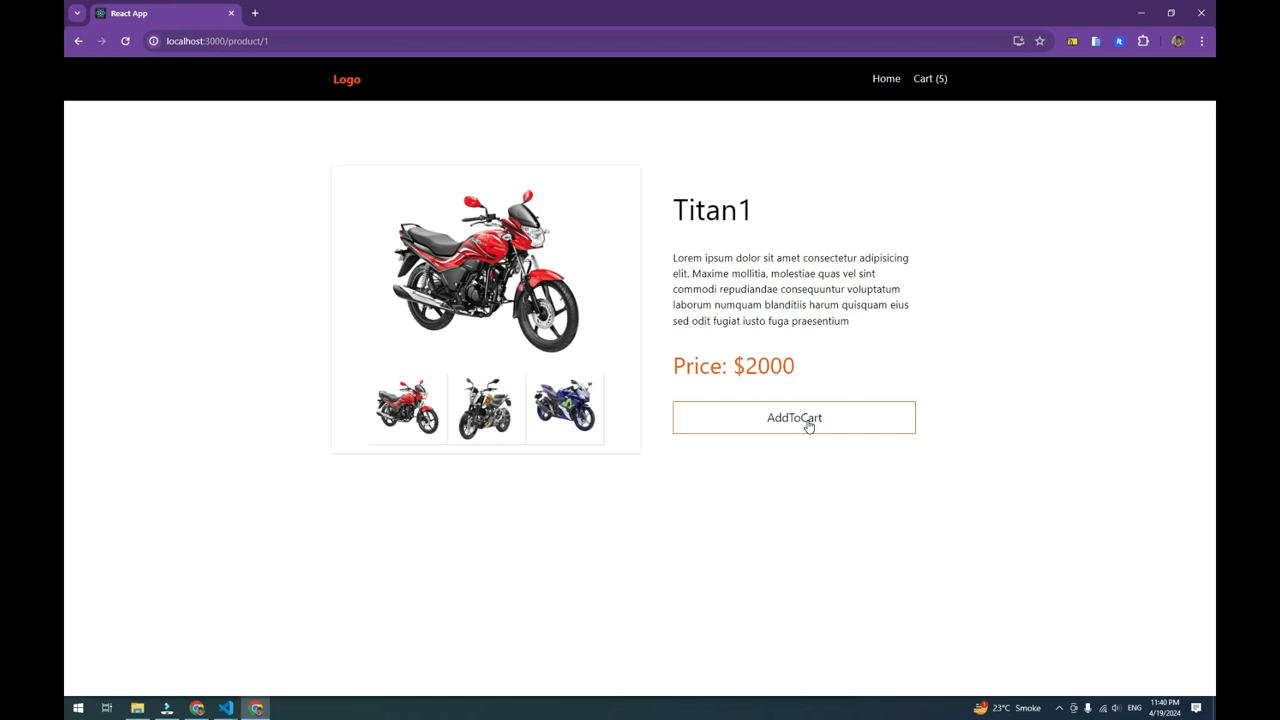 React App
localhost:3000/product/1
Logo
Home
Cart (5)
Titan1
Lorem ipsum dolor sit amet consectetur adipisicing
elit. Maxime mollitia, molestiae quas vel sint
commodi repudiandae consequuntur voluptatum
laborum numquam blanditiis harum quisquam eius
sed odit fugiat iusto fuga praesentium
Price: $2000
AddToCart
23°C Smoke
ENG
11:40 PM
4/19/2024